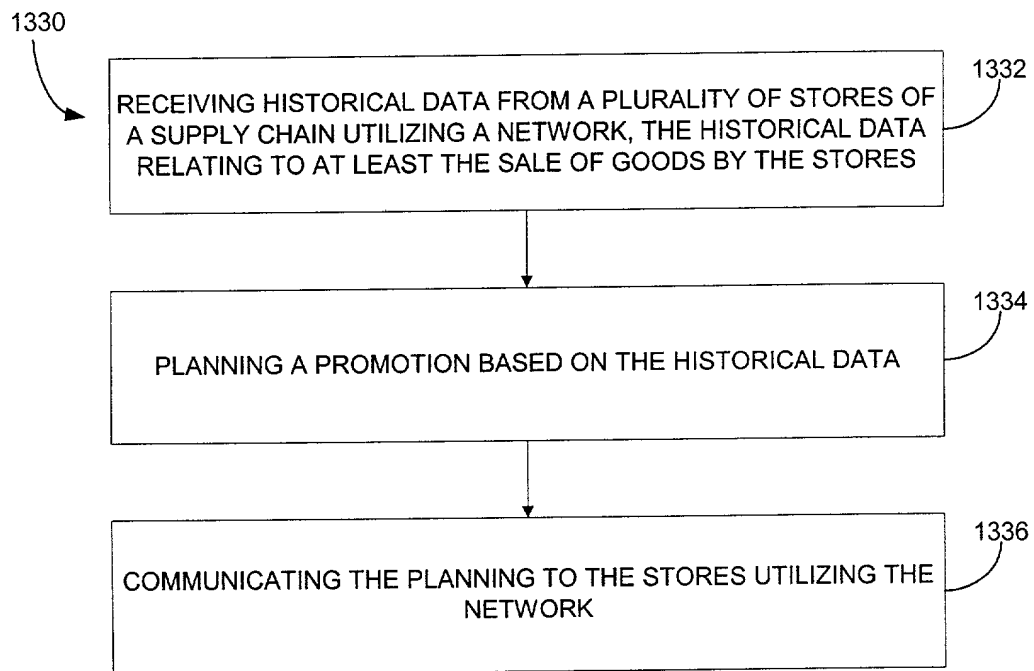 1330
1332
RECEIVING HISTORICAL DATA FROM A PLURALITY OF STORES OF
A SUPPLY CHAIN UTILIZING A NETWORK, THE HISTORICAL DATA
RELATING TO AT LEAST THE SALE OF GOODS BY THE STORES
1334
PLANNING A PROMOTION BASED ON THE HISTORICAL DATA
1336
COMMUNICATING THE PLANNING TO THE STORES UTILIZING THE
NETWORK